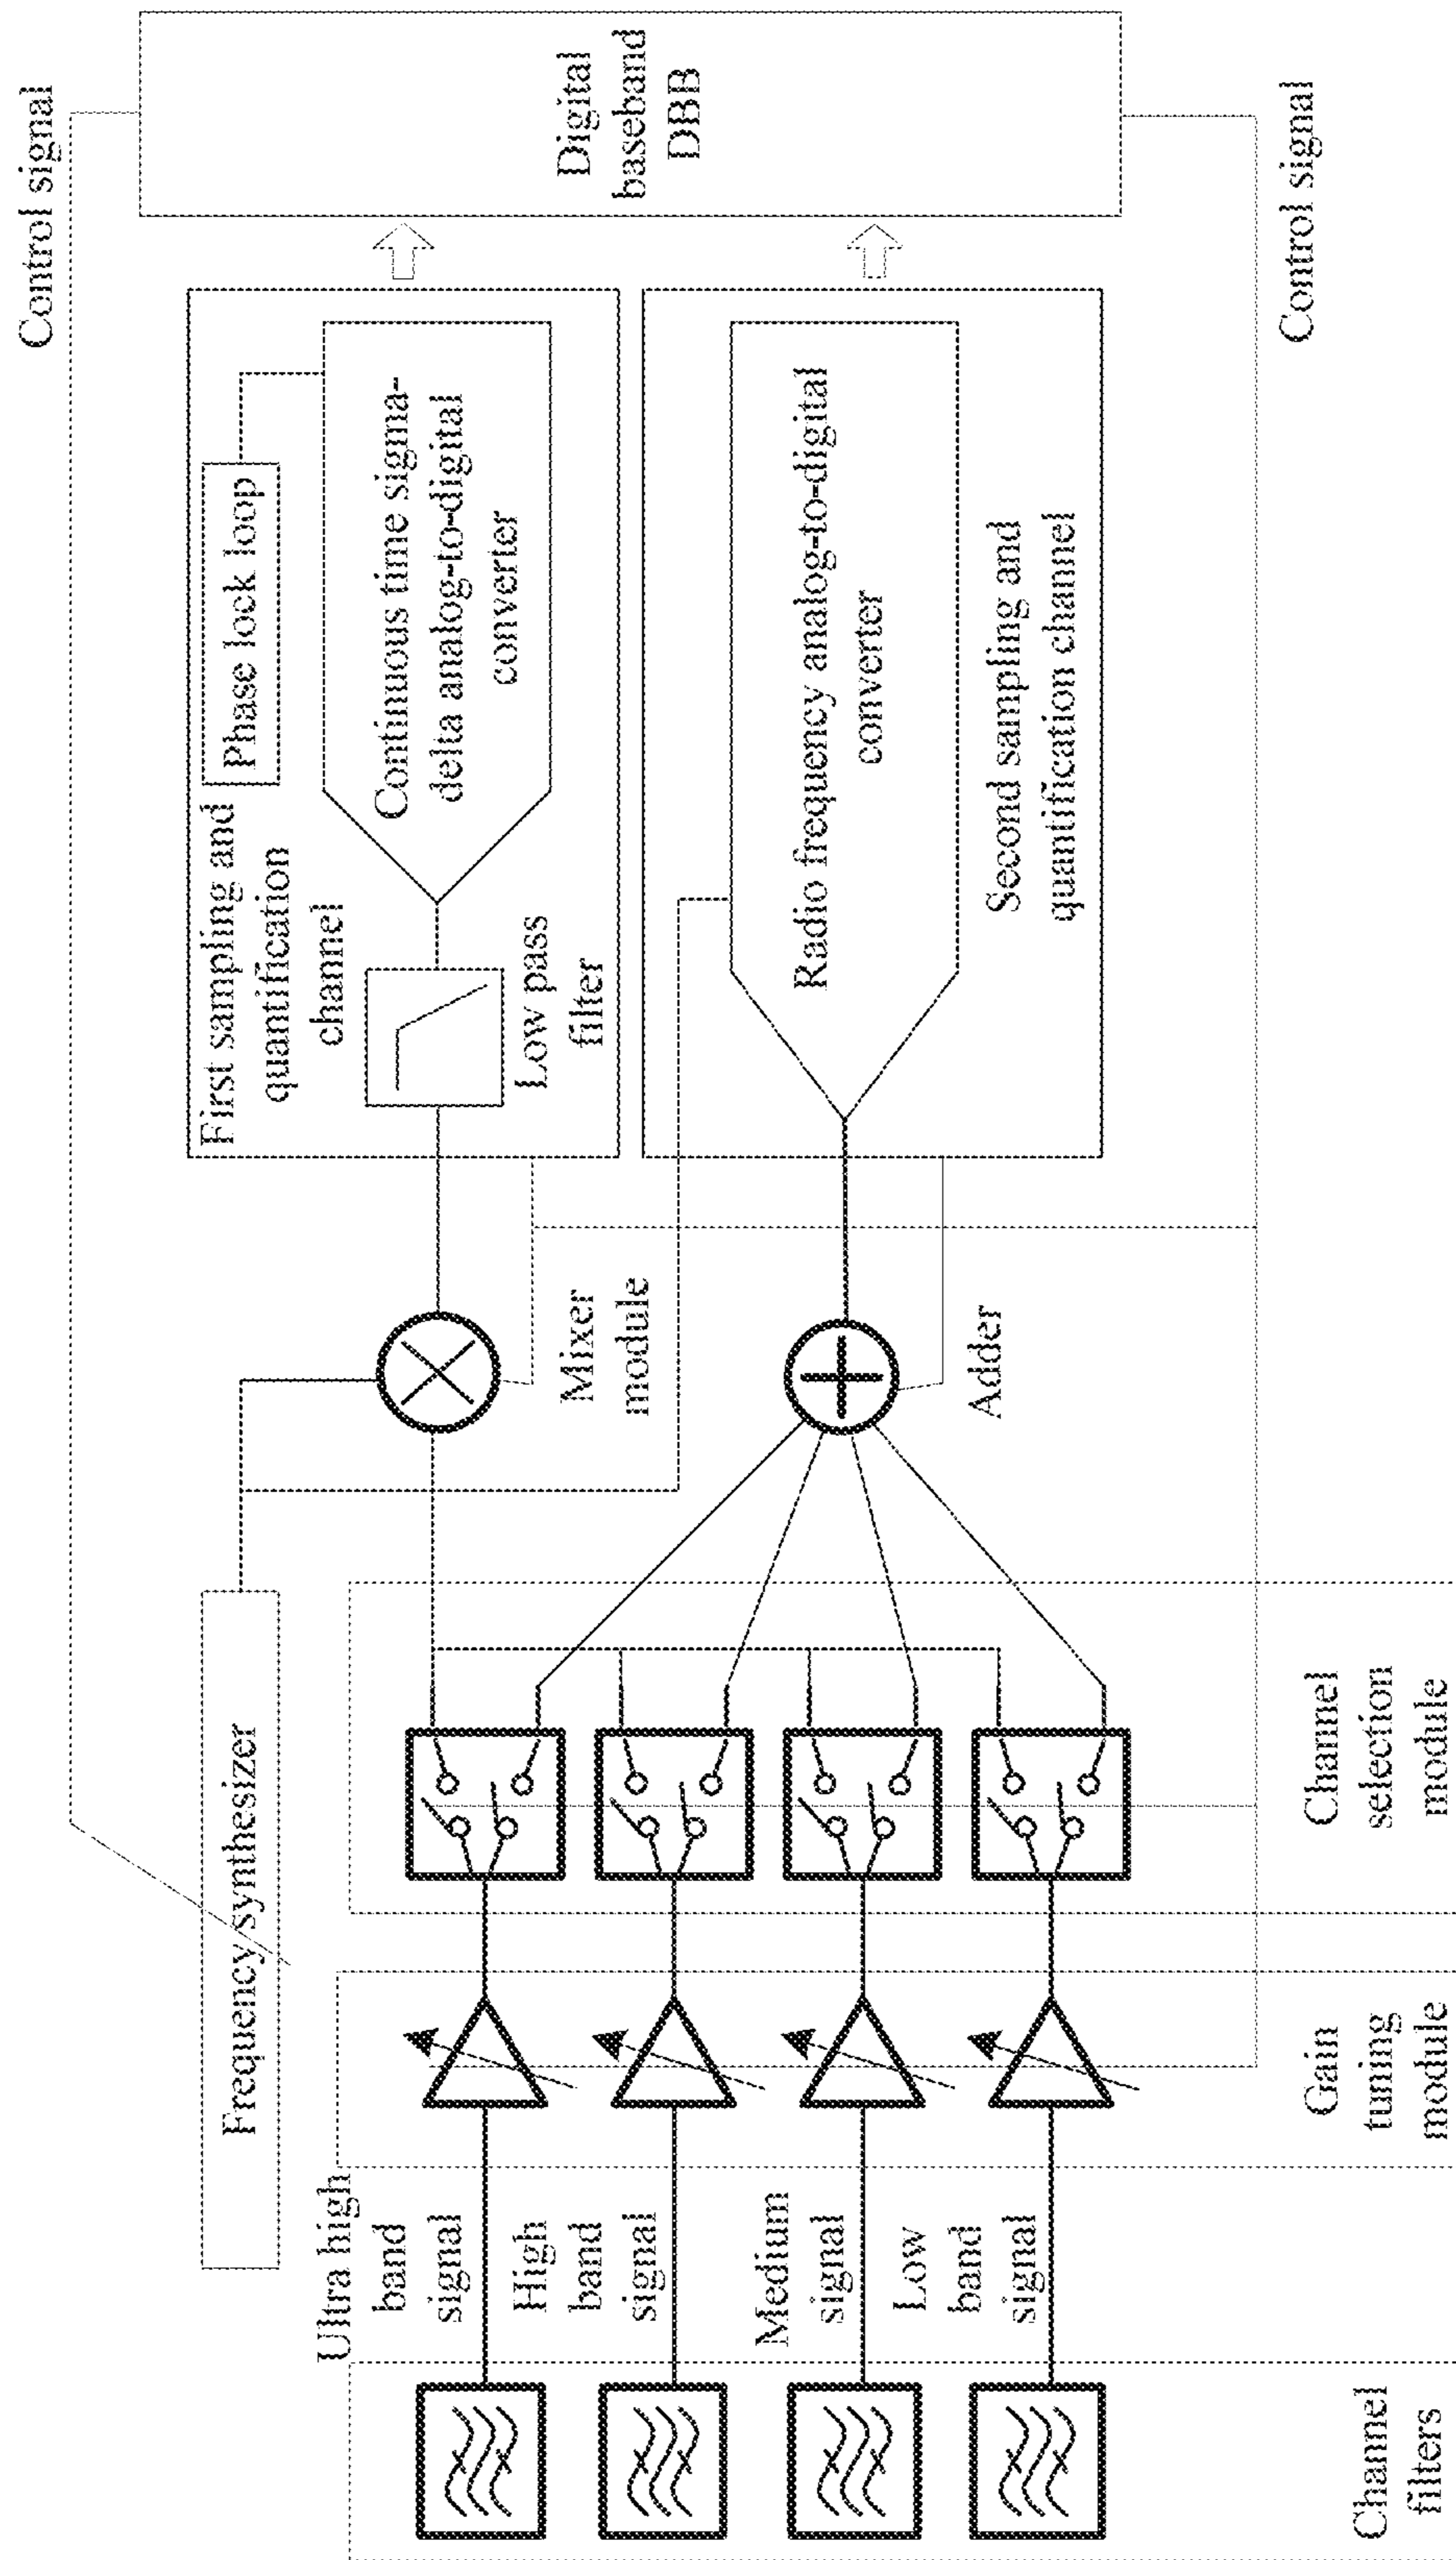 Control signal
Frequency synthesizer
First sampling and
quantification
channel
Phase lock loop
Continuous time sigma-
delta analog-to-digital
converter
Low pass
filter
Digital
baseband
DBB
Mixer
module
Ultra high
band
signal
High
band
signal
Medium
signal
Low
band
signal
Radio frequency analog-to-digital
converter
Second sampling and
quantification channel
Adder
Control signal
Channel
filters
Gain
tuning
module
Channel
selection
module